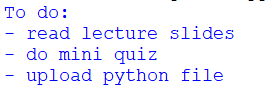 To do:
- read lecture slides
- do mini quiz
- upload python file